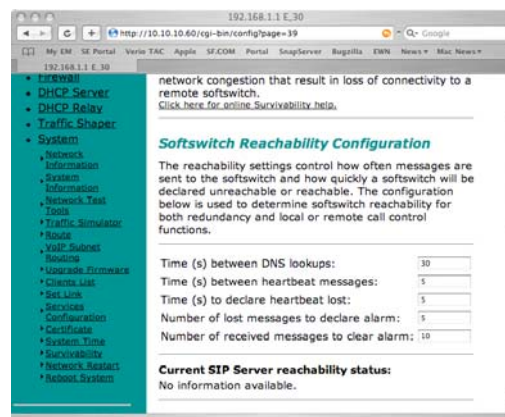 192.168.1.1 E_30
http://10.10.10.60/cgi-bin/config?page=39
Google
My EM SE Portal Verio TAC Apple SF.COM Portal SnapServer Bugzilla EWN News Mac News
192.168.1.1 E_30
Firewall
DHCP Server
DHCP Relay
Traffic Shaper
System
Network
Information
System
Information
Network Test
Tools
Traffic Simulator
Route
VoIP Subnet
Routing
Upgrade Firmware
Clients List
Set Link
Services
Configuration
Certificate
System Time
Survivability
Network Restart
Reboot System
network congestion that result in loss of connectivity to a
remote softswitch.
Click here for online Survivability help.
Softswitch Reachability Configuration
The reachability settings control how often messages are
sent to the softswitch and how quickly a softswitch will be
declared unreachable or reachable. The configuration
below is used to determine softswitch reachability for
both redundancy and local or remote call control
functions.
Time (s) between DNS lookups: 30
Time (s) between heartbeat messages: 5
Time (s) to declare heartbeat lost: 5
Number of lost messages to declare alarm: 5
Number of received messages to clear alarm: 10
Current SIP Server reachability status:
No information available.